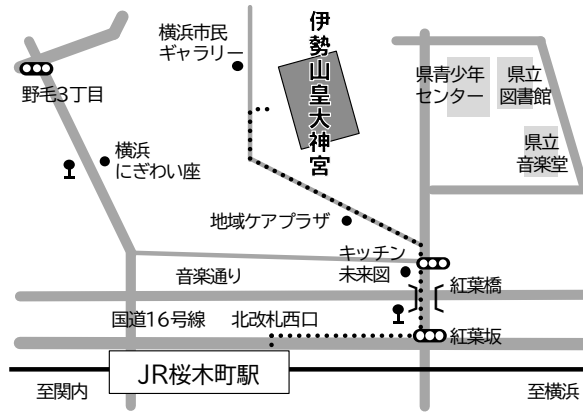 横浜市民
ギャラリー
伊勢山皇大神宮
県青少年
センター
県立
図書館
県立
音楽堂
野毛3丁目
横浜
にぎわい座
地域ケアプラザ
キッチン
未来図
音楽通り
紅葉橋
国道16号線
北改札西口
紅葉坂
JR桜木町駅
至関内
至横浜